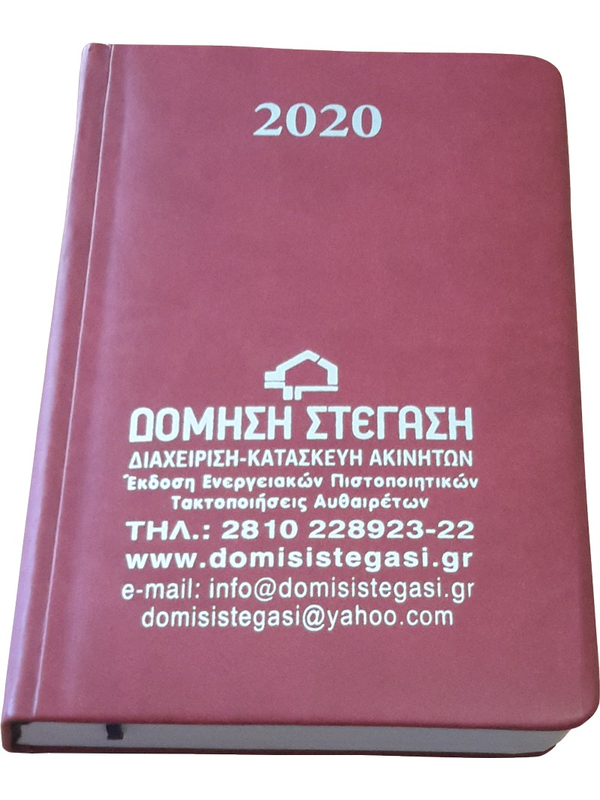 2020
ΔΟΜΗΣΗ ΣΤΕΓΑΣΗ
ΔΙΑΧΕΙΡΙΣΗ-ΚΑΤΑΣΚΕΥΗ ΑΚΙΝΗΤΩΝ
Έκδοση Ενεργειακών Πιστοποιητικών
Τακτοποιήσεις Αυθαιρέτων
ΤΗΛ.: 2810 228923-22
www.domisistegasi.gr
e-mail: info@domisistegasi.gr
domisistegasi@yahoo.com